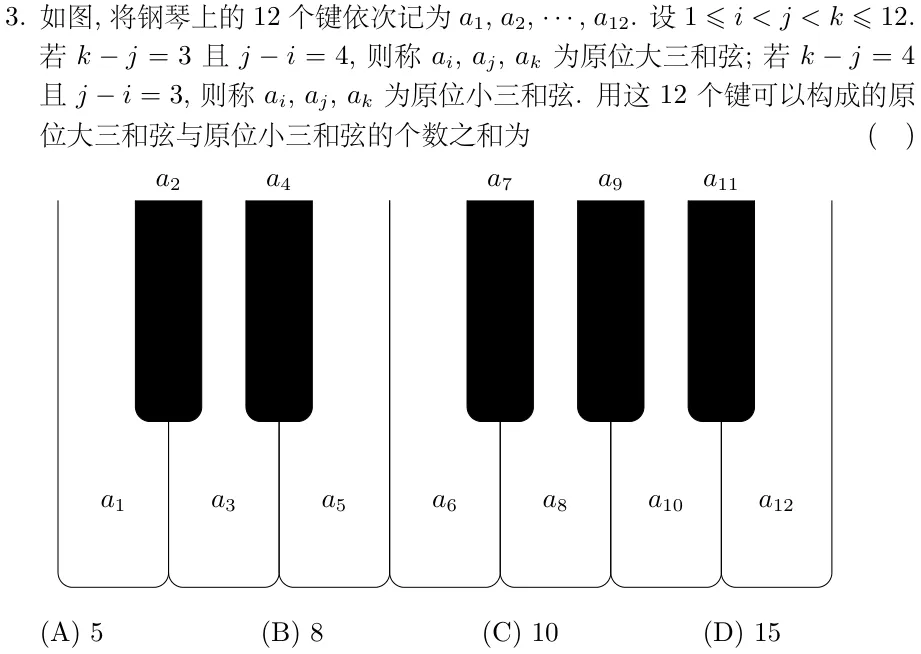 3. 如图, 将钢琴上的 12 个键依次记为 a₁, a₂, ⋯, a₁₂. 设 1 ⩽ i < j < k ⩽ 12.
若 k − j = 3 且 j − i = 4, 则称 aᵢ, aⱼ, aₖ 为原位大三和弦; 若 k − j = 4
且 j − i = 3, 则称 aᵢ, aⱼ, aₖ 为原位小三和弦. 用这 12 个键可以构成的原
位大三和弦与原位小三和弦的个数之和为 ( )
a₂ a₄ a₇ a₉ a₁₁
a₁ a₃ a₅ a₆ a₈ a₁₀ a₁₂
(A) 5 (B) 8 (C) 10 (D) 15